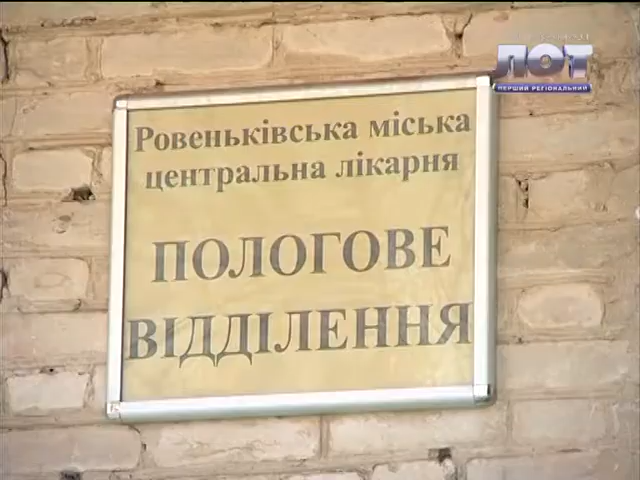 ЛОТ
ПЕРШИЙ РЕГІОНАЛЬНИЙ
Ровеньківська міська
центральна лікарня
ПОЛОГОВЕ
ВІДДІЛЕННЯ